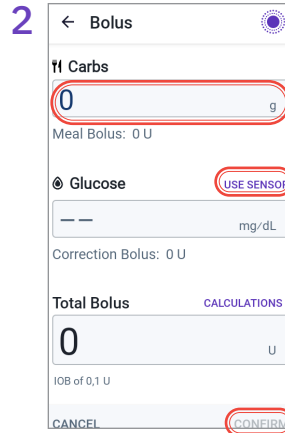 2
← Bolus
Carbs
0 g
Meal Bolus: 0 U
Glucose USE SENSOR
-- mg/dL
Correction Bolus: 0 U
Total Bolus CALCULATIONS
0 U
IOB of 0,1 U
CANCEL CONFIRM